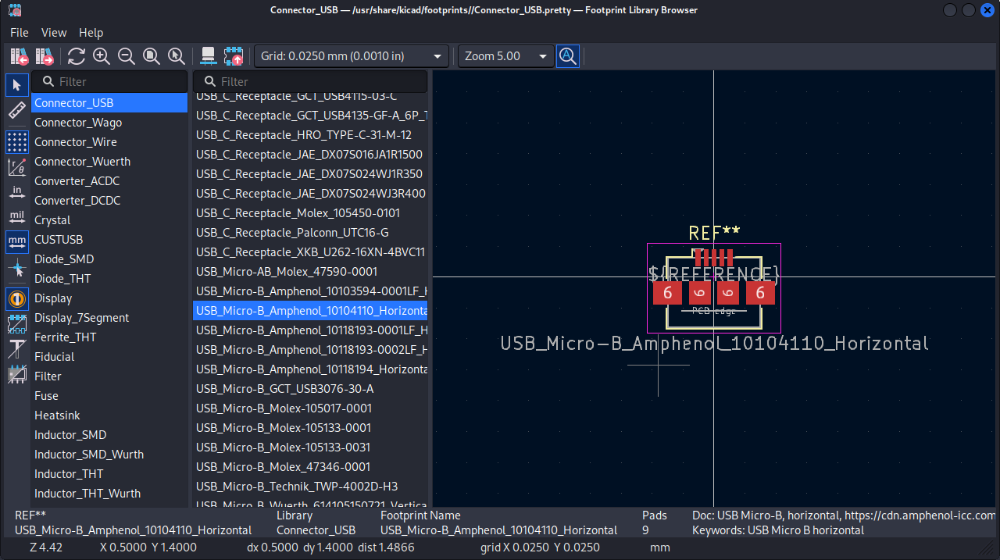 Connector_USB — /usr/share/kicad/footprints//Connector_USB.pretty — Footprint Library Browser
File View Help
Grid: 0.0250 mm (0.0010 in) Zoom 5.00
Filter
Connector_USB
Connector_Wago
Connector_Wire
Connector_Wuerth
Converter_ACDC
Converter_DCDC
Crystal
CUSTUSB
Diode_SMD
Diode_THT
Display
Display_7Segment
Ferrite_THT
Fiducial
Filter
Fuse
Heatsink
Inductor_SMD
Inductor_SMD_Wurth
Inductor_THT
Inductor_THT_Wurth
Filter
USB_C_Receptacle_GCT_USB4115-03-C
USB_C_Receptacle_GCT_USB4135-GF-A_6P_T
USB_C_Receptacle_HRO_TYPE-C-31-M-12
USB_C_Receptacle_JAE_DX07S016JA1R1500
USB_C_Receptacle_JAE_DX07S024WJ1R350
USB_C_Receptacle_JAE_DX07S024WJ3R400
USB_C_Receptacle_Molex_105450-0101
USB_C_Receptacle_Palconn_UTC16-G
USB_C_Receptacle_XKB_U262-16XN-4BVC11
USB_Micro-AB_Molex_47590-0001
USB_Micro-B_Amphenol_10103594-0001LF_H
USB_Micro-B_Amphenol_10104110_Horizonta
USB_Micro-B_Amphenol_10118193-0001LF_H
USB_Micro-B_Amphenol_10118193-0002LF_H
USB_Micro-B_Amphenol_10118194_Horizonta
USB_Micro-B_GCT_USB3076-30-A
USB_Micro-B_Molex-105017-0001
USB_Micro-B_Molex-105133-0001
USB_Micro-B_Molex-105133-0031
USB_Micro-B_Molex_47346-0001
USB_Micro-B_Technik_TWP-4002D-H3
USB_Micro-B_Wuerth_614105150721_Vertica
in
mil
mm
r
θ
REF**
${REFERENCE}
6 6 6 6
PCB edge
USB_Micro-B_Amphenol_10104110_Horizontal
REF** Library Footprint Name Pads Doc: USB Micro-B, horizontal, https://cdn.amphenol-icc.com
USB_Micro-B_Amphenol_10104110_Horizontal Connector_USB USB_Micro-B_Amphenol_10104110_Horizontal 9 Keywords: USB Micro B horizontal
Z 4.42 X 0.5000 Y 1.4000 dx 0.5000 dy 1.4000 dist 1.4866 grid X 0.0250 Y 0.0250 mm